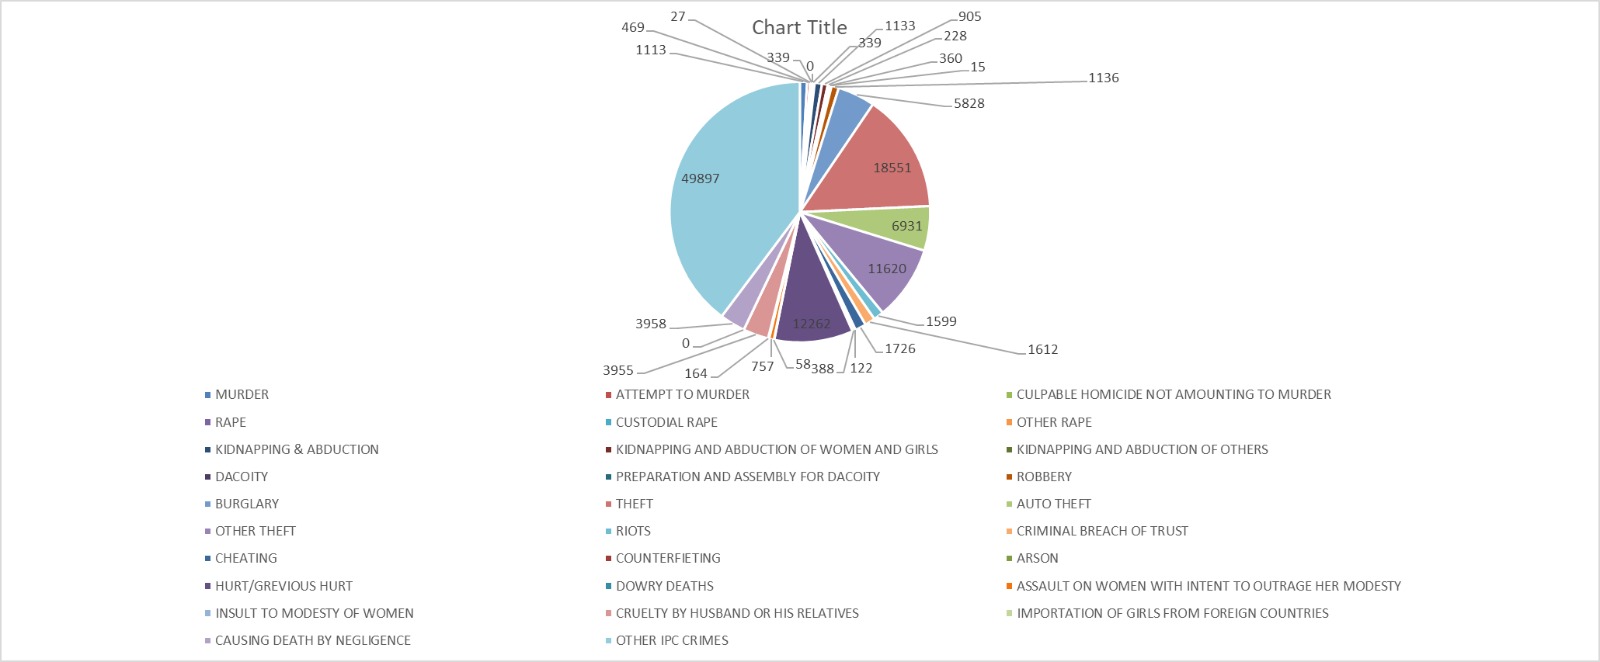 Chart Title
27
469
1113
339
0
1133
339
905
228
360
15
1136
5828
18551
6931
11620
1599
1612
1726
122
388
12262
58
757
164
3955
0
3958
49897
MURDER ATTEMPT TO MURDER CULPABLE HOMICIDE NOT AMOUNTING TO MURDER
RAPE CUSTODIAL RAPE OTHER RAPE
KIDNAPPING & ABDUCTION KIDNAPPING AND ABDUCTION OF WOMEN AND GIRLS KIDNAPPING AND ABDUCTION OF OTHERS
DACOITY PREPARATION AND ASSEMBLY FOR DACOITY ROBBERY
BURGLARY THEFT AUTO THEFT
OTHER THEFT RIOTS CRIMINAL BREACH OF TRUST
CHEATING COUNTERFIETING ARSON
HURT/GREVIOUS HURT DOWRY DEATHS ASSAULT ON WOMEN WITH INTENT TO OUTRAGE HER MODESTY
INSULT TO MODESTY OF WOMEN CRUELTY BY HUSBAND OR HIS RELATIVES IMPORTATION OF GIRLS FROM FOREIGN COUNTRIES
CAUSING DEATH BY NEGLIGENCE OTHER IPC CRIMES